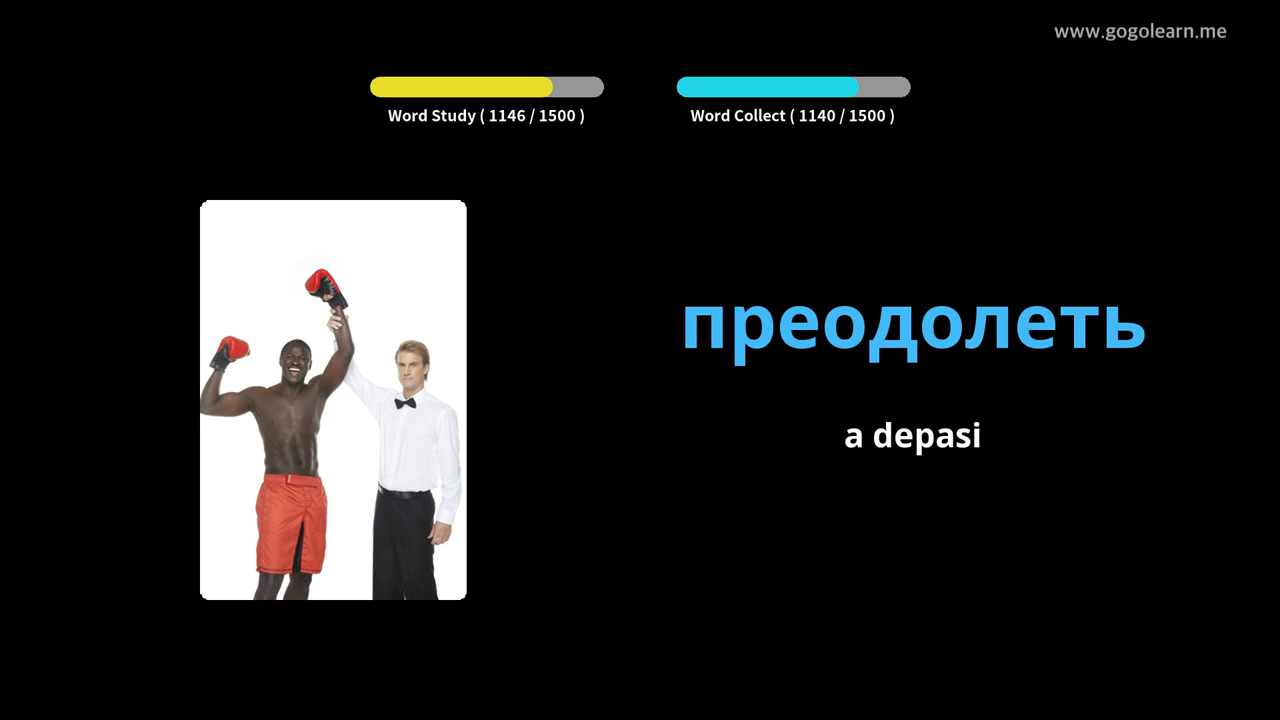 www.gogolearn.me
Word Study ( 1146 / 1500 )
Word Collect ( 1140 / 1500 )
преодолеть
a depasi